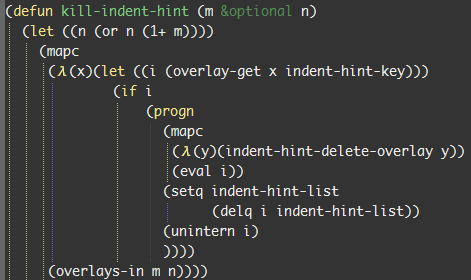 (defun kill-indent-hint (m &optional n)
  (let ((n (or n (1+ m))))
    (mapc
     (λ(x)(let ((i (overlay-get x indent-hint-key)))
             (if i
                 (progn
                   (mapc
                    (λ(y)(indent-hint-delete-overlay y))
                    (eval i))
                   (setq indent-hint-list
                         (delq i indent-hint-list))
                   (unintern i)
                   ))))
     (overlays-in m n))))